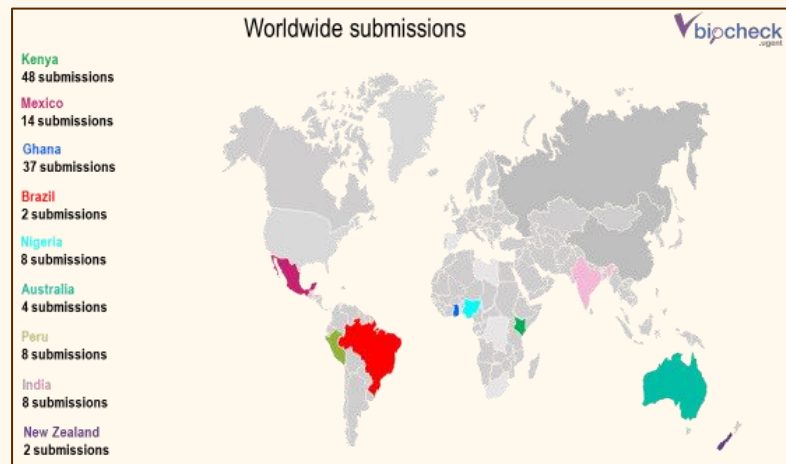 Worldwide submissions
biocheck
.ugent
Kenya
48 submissions
Mexico
14 submissions
Ghana
37 submissions
Brazil
2 submissions
Nigeria
8 submissions
Australia
4 submissions
Peru
8 submissions
India
8 submissions
New Zealand
2 submissions